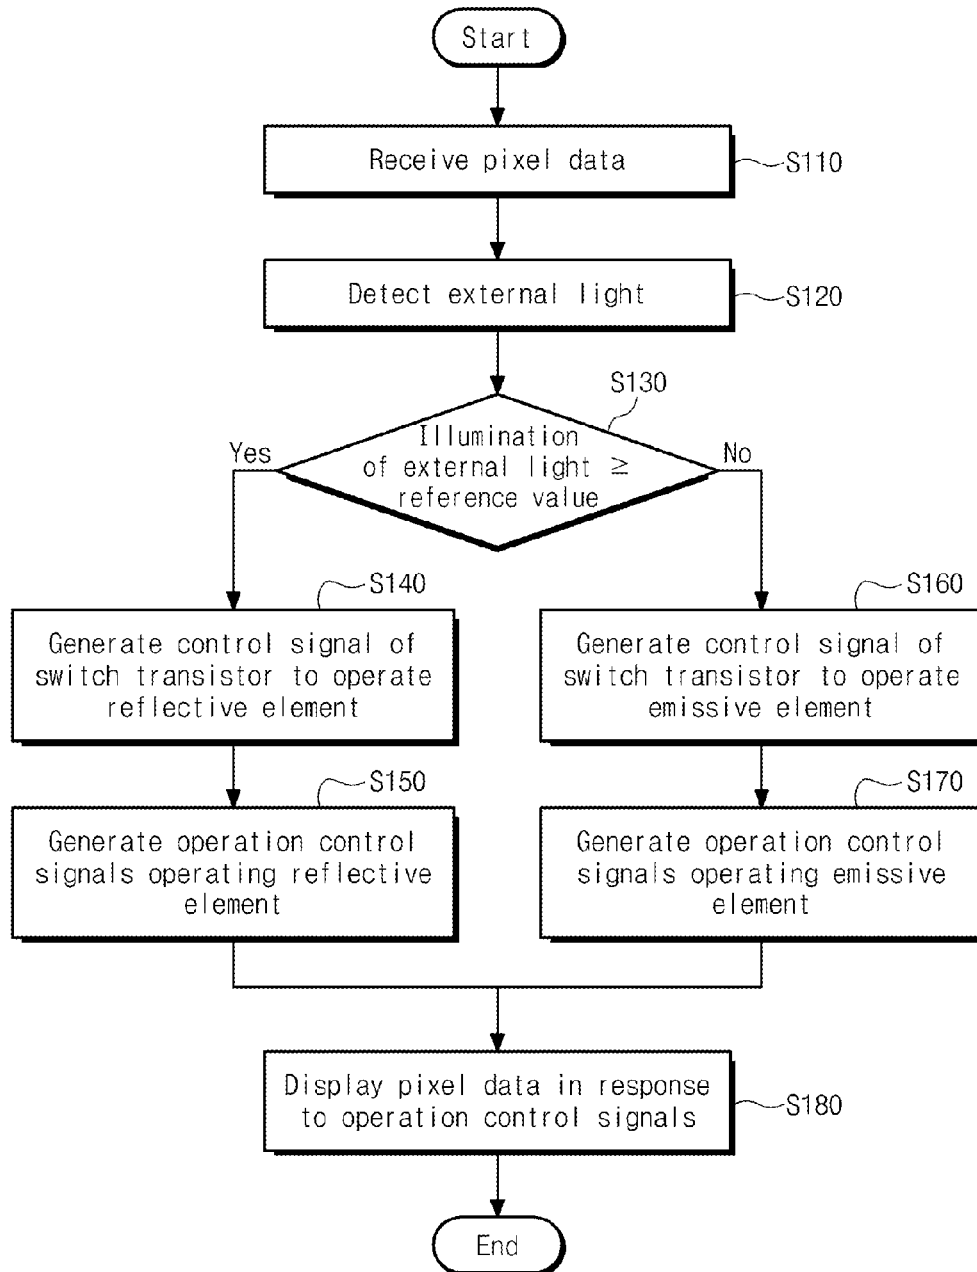 Start
Receive pixel data
S110
Detect external light
S120
S130
Illumination
of external light ≥
reference value
Yes
No
S140
Generate control signal of
switch transistor to operate
reflective element
S160
Generate control signal of
switch transistor to operate
emissive element
S150
Generate operation control
signals operating reflective
element
S170
Generate operation control
signals operating emissive
element
Display pixel data in response
to operation control signals
S180
End